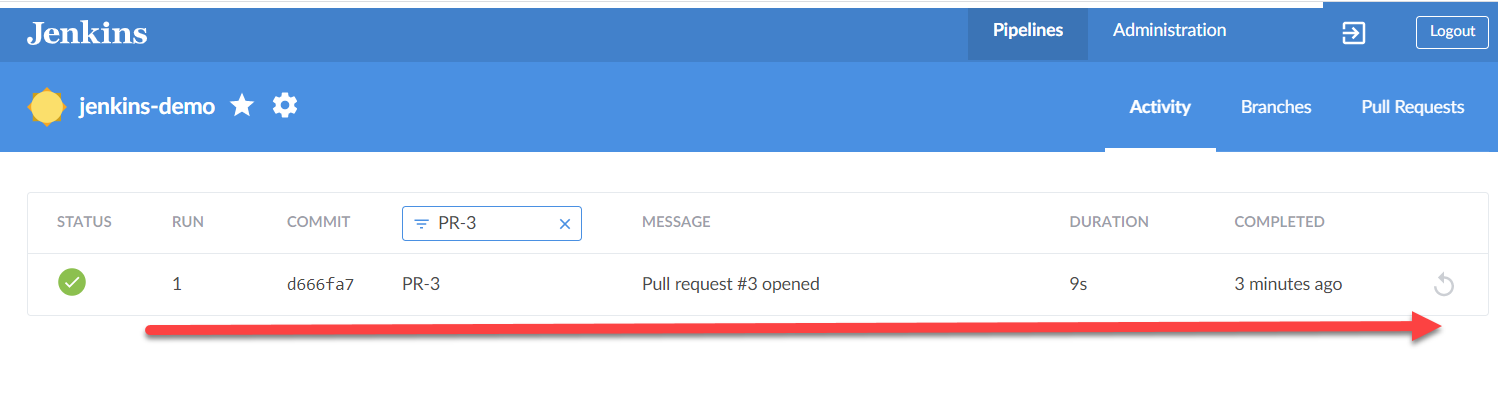 Jenkins Pipelines Administration Logout
jenkins-demo Activity Branches Pull Requests
STATUS RUN COMMIT PR-3 MESSAGE DURATION COMPLETED
1 d666fa7 PR-3 Pull request #3 opened 9s 3 minutes ago